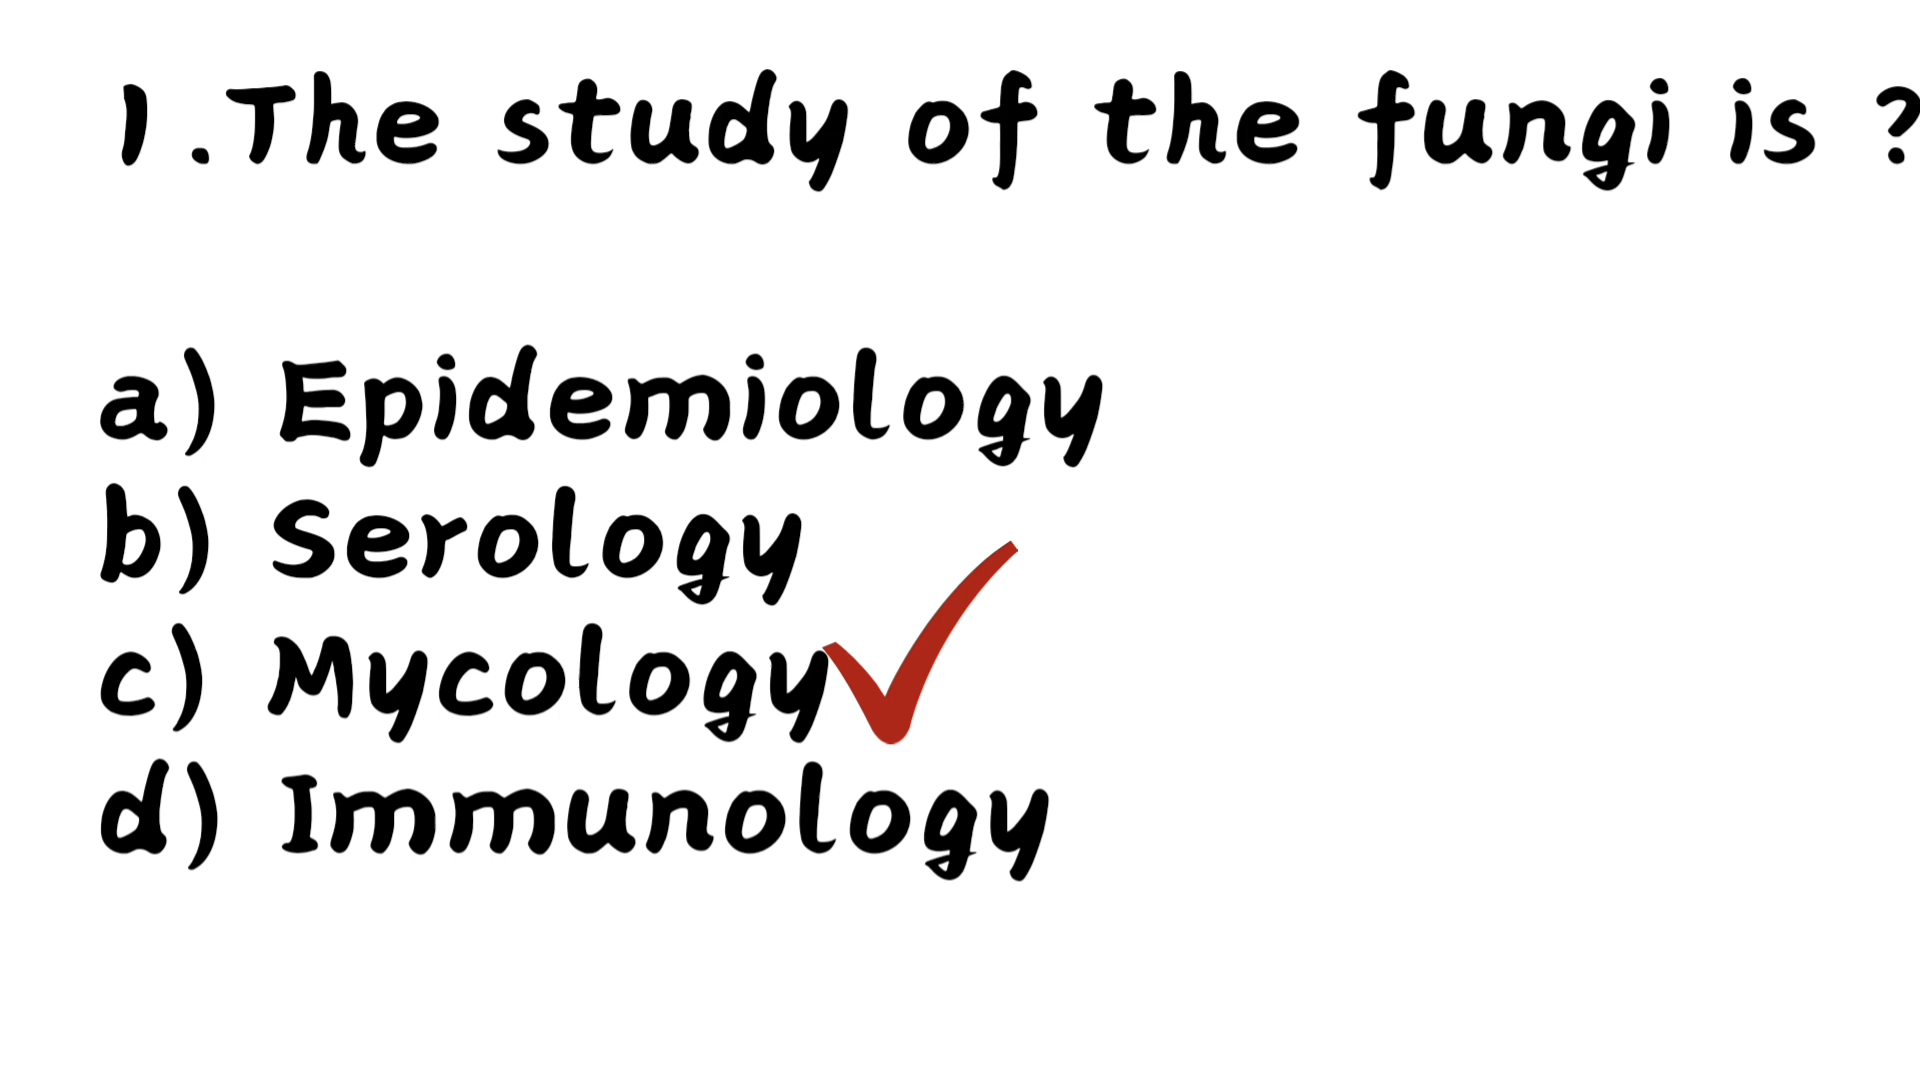 1.The study of the fungi is ?
a) Epidemiology
b) Serology
c) Mycology
d) Immunology